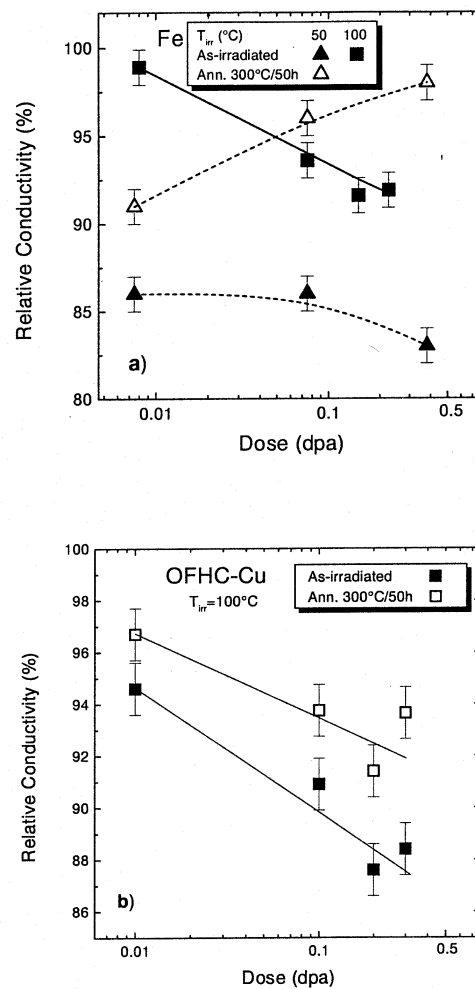 Fe
T_irr (°C) 50 100
As-irradiated
Ann. 300°C/50h
100
95
90
85
80
Relative Conductivity (%)
a)
0.01 0.1 0.5
Dose (dpa)
OFHC-Cu
T_irr=100°C
As-irradiated
Ann. 300°C/50h
100
98
96
94
92
90
88
86
Relative Conductivity (%)
b)
0.01 0.1 0.5
Dose (dpa)